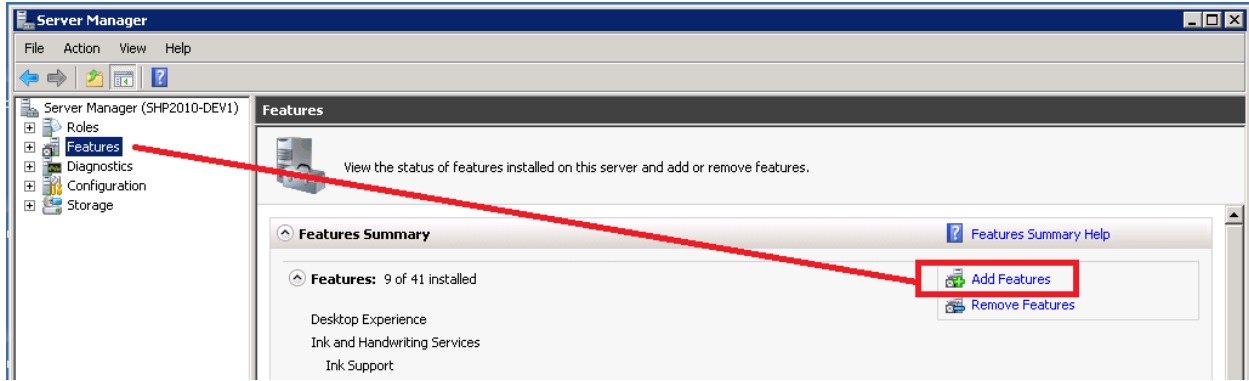 Server Manager
File Action View Help
Server Manager (SHP2010-DEV1)
Roles
Features
Diagnostics
Configuration
Storage
Features
View the status of features installed on this server and add or remove features.
Features Summary
Features Summary Help
Features: 9 of 41 installed
Add Features
Remove Features
Desktop Experience
Ink and Handwriting Services
Ink Support